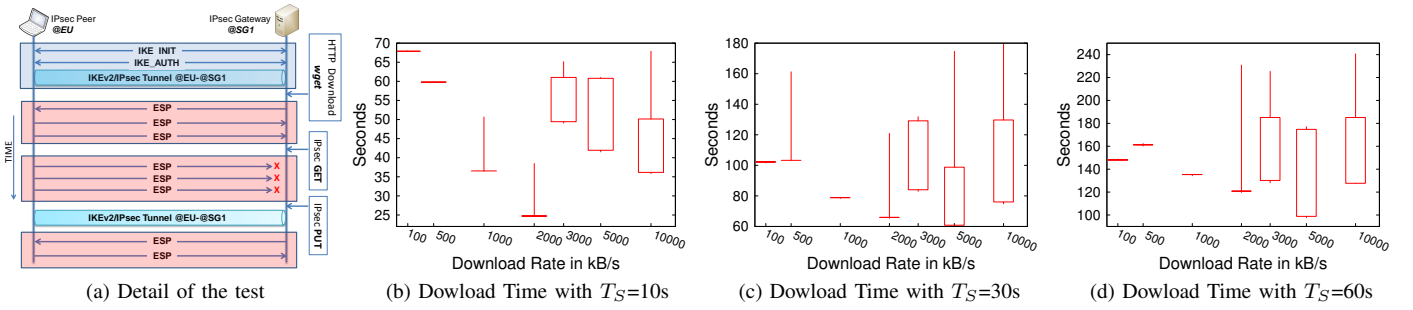 IPsec Peer
@EU
IPsec Gateway
@SG1
IKE_INIT
IKE_AUTH
IKEv2/IPsec Tunnel @EU-@SG1
HTTP Download
wget
ESP
ESP
ESP
TIME
IPsec GET
ESP
X
ESP
X
ESP
X
IPsec PUT
IKEv2/IPsec Tunnel @EU-@SG1
ESP
ESP
(a) Detail of the test
70
65
60
55
50
45
40
35
30
25
Seconds
100
500
1000
2000
3000
5000
10000
Download Rate in kB/s
(b) Dowload Time with TS=10s
180
160
140
120
100
80
60
Seconds
100
500
1000
2000
3000
5000
10000
Download Rate in kB/s
(c) Dowload Time with TS=30s
240
220
200
180
160
140
120
100
Seconds
100
500
1000
2000
3000
5000
10000
Download Rate in kB/s
(d) Dowload Time with TS=60s